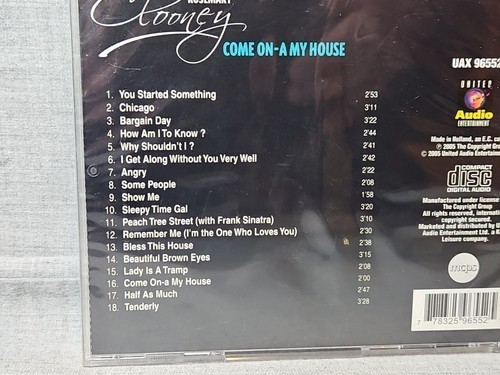 ROSEMARY
Clooney
COME ON-A MY HOUSE
UAX 96552
1. You Started Something 2'53
2. Chicago 3'11
3. Bargain Day 3'22
4. How Am I To Know ? 2'44
5. Why Shouldn't I ? 2'41
6. I Get Along Without You Very Well 2'42
7. Angry 2'22
8. Some People 2'08
9. Show Me 1'58
10. Sleepy Time Gal 3'20
11. Peach Tree Street (with Frank Sinatra) 3'10
12. Remember Me (I'm the One Who Loves You) 2'30
13. Bless This House 2'38
14. Beautiful Brown Eyes 3'15
15. Lady Is A Tramp 2'08
16. Come On-a My House 2'00
17. Half As Much 2'47
18. Tenderly 3'28
UNITED
Audio
ENTERTAINMENT
Made in Holland, an E.C. co
℗ 2005 The Copyright Gro
© 2005 United Audio Entertainm
COMPACT
disc
DIGITAL AUDIO
Manufactured under license
The Copyright Group
All rights reserved, internati
copyright secured.
Marketed and distributed by U
Audio Entertainment Ltd. a K
Leisure company.
mcps
7 78325 96552